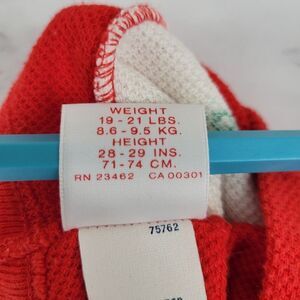 WEIGHT
19 - 21 LBS.
8.6 - 9.5 KG.
HEIGHT
28 - 29 INS.
71 - 74 CM.
RN 23462 CA 00301
75762